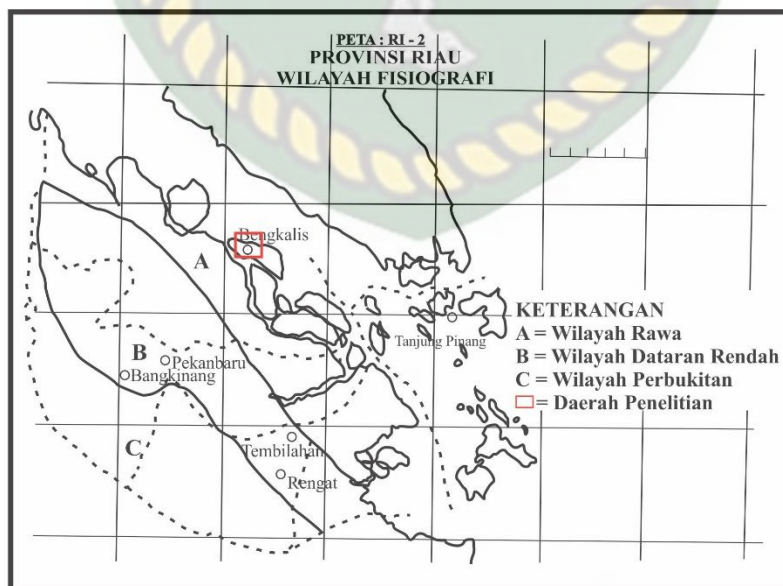 PETA : RI - 2
PROVINSI RIAU
WILAYAH FISIOGRAFI
Bengkalis
A
KETERANGAN
A = Wilayah Rawa
B = Wilayah Dataran Rendah
C = Wilayah Perbukitan
= Daerah Penelitian
Tanjung Pinang
B
Pekanbaru
Bangkinang
C
Tembilahan
Rengat